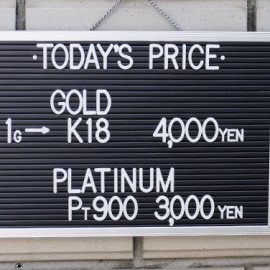 ·TODAY'S PRICE·
GOLD
1G→ K18 4,000YEN
PLATINUM
PT900 3,000YEN